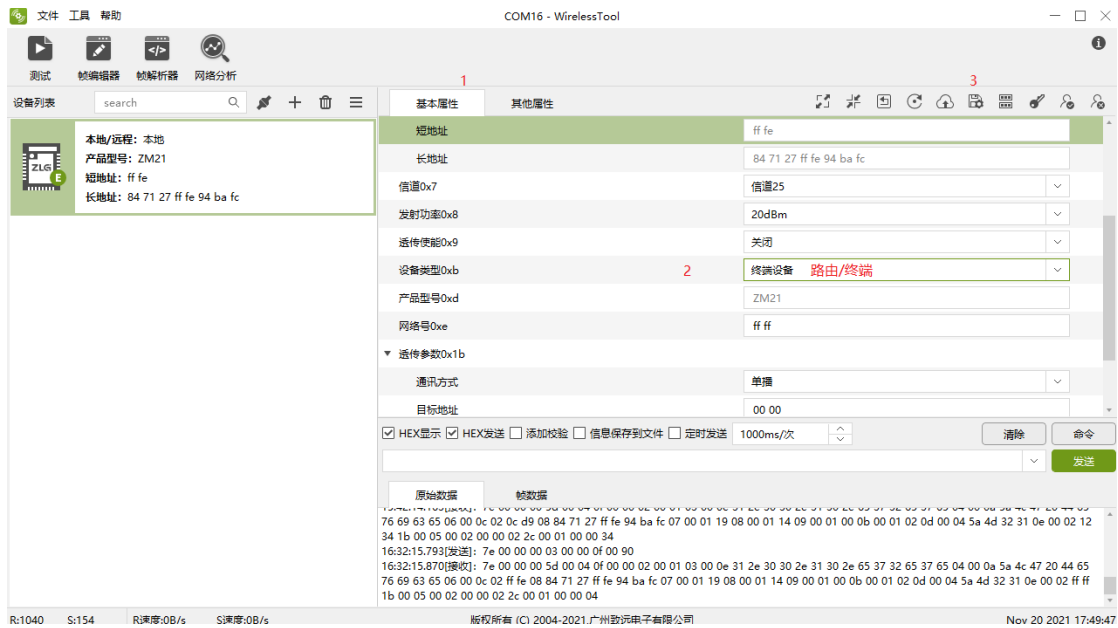 文件 工具 帮助
COM16 - WirelessTool
测试 帧编辑器 帧解析器 网络分析
1
3
设备列表
search
基本属性 其他属性
ZLG
E
本地/远程：本地
产品型号：ZM21
短地址：ff fe
长地址：84 71 27 ff fe 94 ba fc
短地址 ff fe
长地址 84 71 27 ff fe 94 ba fc
信道0x7 信道25
发射功率0x8 20dBm
透传使能0x9 关闭
设备类型0xb 2 终端设备 路由/终端
产品型号0xd ZM21
网络号0xe ff ff
透传参数0x1b
通讯方式 单播
目标地址 00 00
HEX显示 HEX发送 添加校验 信息保存到文件 定时发送 1000ms/次 清除 命令
发送
原始数据 帧数据
76 69 63 65 06 00 0c 02 0c d9 08 84 71 27 ff fe 94 ba fc 07 00 01 19 08 00 01 14 09 00 01 00 0b 00 01 02 0d 00 04 5a 4d 32 31 0e 00 02 12
34 1b 00 05 00 02 00 00 02 2c 00 01 00 00 34
16:32:15.793[发送]：7e 00 00 00 03 00 00 0f 00 90
16:32:15.870[接收]：7e 00 00 00 5d 00 04 0f 00 00 02 00 01 03 00 0e 31 2e 30 30 2e 31 30 2e 65 37 32 65 37 65 65 04 00 0a 5a 4c 47 20 44 65
76 69 63 65 06 00 0c 02 ff fe 08 84 71 27 ff fe 94 ba fc 07 00 01 19 08 00 01 14 09 00 01 00 0b 00 01 02 0d 00 04 5a 4d 32 31 0e 00 02 ff ff
1b 00 05 00 02 00 00 02 2c 00 01 00 00 04
R:1040 S:154 R速度:0B/s S速度:0B/s 版权所有 (C) 2004-2021,广州致远电子有限公司 Nov 20 2021 17:49:47